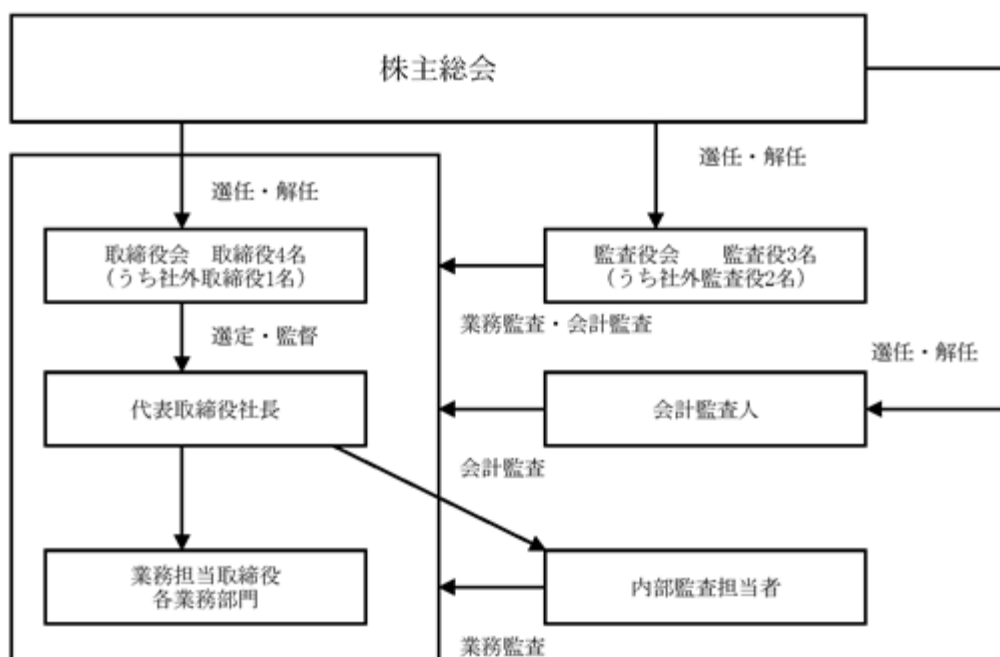 株主総会
選任・解任
選任・解任
取締役会　取締役4名
（うち社外取締役1名）
監査役会　　監査役3名
（うち社外監査役2名）
業務監査・会計監査
選定・監督
選任・解任
代表取締役社長
会計監査人
会計監査
業務担当取締役
各業務部門
内部監査担当者
業務監査